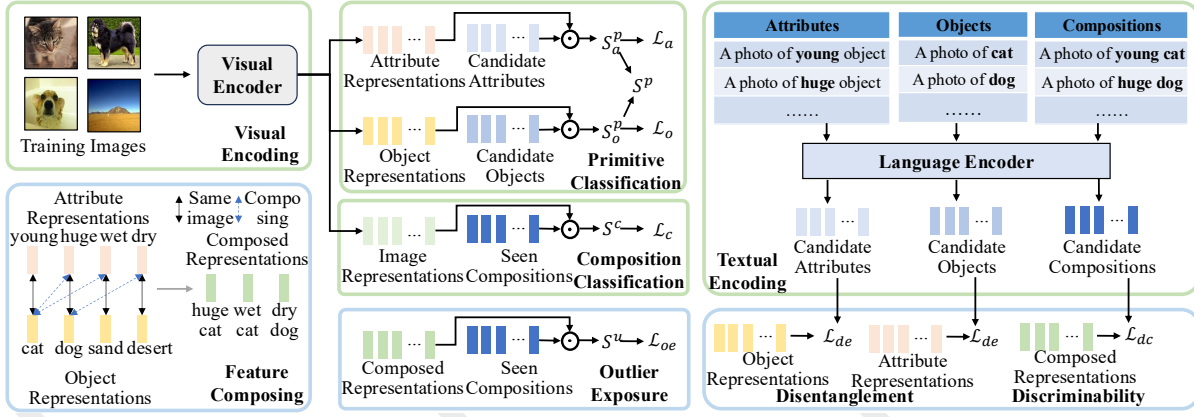 Training Images
Visual
Encoder
Visual
Encoding
Attribute
Representations
Candidate
Attributes
S_a^p
ℒ_a
S^p
Object
Representations
Candidate
Objects
S_o^p
ℒ_o
Primitive
Classification
Image
Representations
Seen
Compositions
S^c
ℒ_c
Composition
Classification
Attribute
Representations
Same
image
Compo
sing
young huge wet dry
Composed
Representations
huge wet dry
cat cat dog
cat dog sand desert
Object
Representations
Feature
Composing
Composed
Representations
Seen
Compositions
S^u
ℒ_oe
Outlier
Exposure
Attributes Objects Compositions
A photo of young object A photo of cat A photo of young cat
A photo of huge object A photo of dog A photo of huge dog
...... ...... ......
Language Encoder
Candidate
Attributes
Candidate
Objects
Candidate
Compositions
Textual
Encoding
ℒ_de
Object
Representations
ℒ_de
Attribute
Representations
Disentanglement
ℒ_dc
Composed
Representations
Discriminability